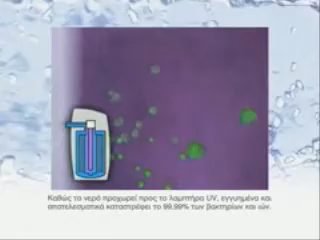 Καθώς το νερό προχωρεί προς το λαμπτήρα UV, εγγυημένα και
αποτελεσματικά καταστρέφει το 99,99% των βακτηρίων και ιών.